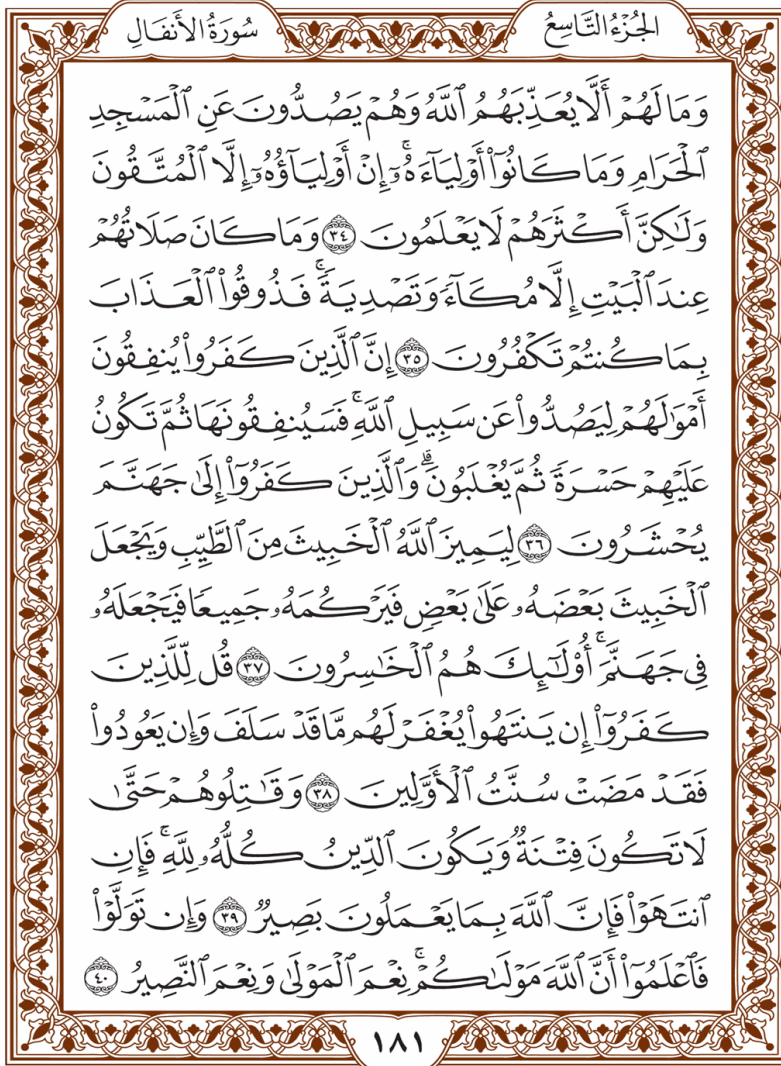 الجُزْءُ التَّاسِعُ
سُورَةُ الأَنفَالِ
وَمَا لَهُمْ أَلَّا يُعَذِّبَهُمُ ٱللَّهُ وَهُمْ يَصُدُّونَ عَنِ ٱلْمَسْجِدِ
ٱلْحَرَامِ وَمَا كَانُوٓا۟ أَوْلِيَآءَهُۥٓ ۚ إِنْ أَوْلِيَآؤُهُۥٓ إِلَّا ٱلْمُتَّقُونَ
وَلَـٰكِنَّ أَكْثَرَهُمْ لَا يَعْلَمُونَ ٣٤ وَمَا كَانَ صَلَاتُهُمْ
عِندَ ٱلْبَيْتِ إِلَّا مُكَآءً وَتَصْدِيَةً ۚ فَذُوقُوا۟ ٱلْعَذَابَ
بِمَا كُنتُمْ تَكْفُرُونَ ٣٥ إِنَّ ٱلَّذِينَ كَفَرُوا۟ يُنفِقُونَ
أَمْوَٰلَهُمْ لِيَصُدُّوا۟ عَن سَبِيلِ ٱللَّهِ ۚ فَسَيُنفِقُونَهَا ثُمَّ تَكُونُ
عَلَيْهِمْ حَسْرَةً ثُمَّ يُغْلَبُونَ ۗ وَٱلَّذِينَ كَفَرُوٓا۟ إِلَىٰ جَهَنَّمَ
يُحْشَرُونَ ٣٦ لِيَمِيزَ ٱللَّهُ ٱلْخَبِيثَ مِنَ ٱلطَّيِّبِ وَيَجْعَلَ
ٱلْخَبِيثَ بَعْضَهُۥ عَلَىٰ بَعْضٍ فَيَرْكُمَهُۥ جَمِيعًا فَيَجْعَلَهُۥ
فِى جَهَنَّمَ ۚ أُو۟لَـٰٓئِكَ هُمُ ٱلْخَـٰسِرُونَ ٣٧ قُل لِّلَّذِينَ
كَفَرُوٓا۟ إِن يَنتَهُوا۟ يُغْفَرْ لَهُم مَّا قَدْ سَلَفَ وَإِن يَعُودُوا۟
فَقَدْ مَضَتْ سُنَّتُ ٱلْأَوَّلِينَ ٣٨ وَقَـٰتِلُوهُمْ حَتَّىٰ
لَا تَكُونَ فِتْنَةٌ وَيَكُونَ ٱلدِّينُ كُلُّهُۥ لِلَّهِ ۚ فَإِنِ
ٱنتَهَوْا۟ فَإِنَّ ٱللَّهَ بِمَا يَعْمَلُونَ بَصِيرٌ ٣٩ وَإِن تَوَلَّوْا۟
فَٱعْلَمُوٓا۟ أَنَّ ٱللَّهَ مَوْلَىٰكُمْ ۚ نِعْمَ ٱلْمَوْلَىٰ وَنِعْمَ ٱلنَّصِيرُ ٤٠
١٨١